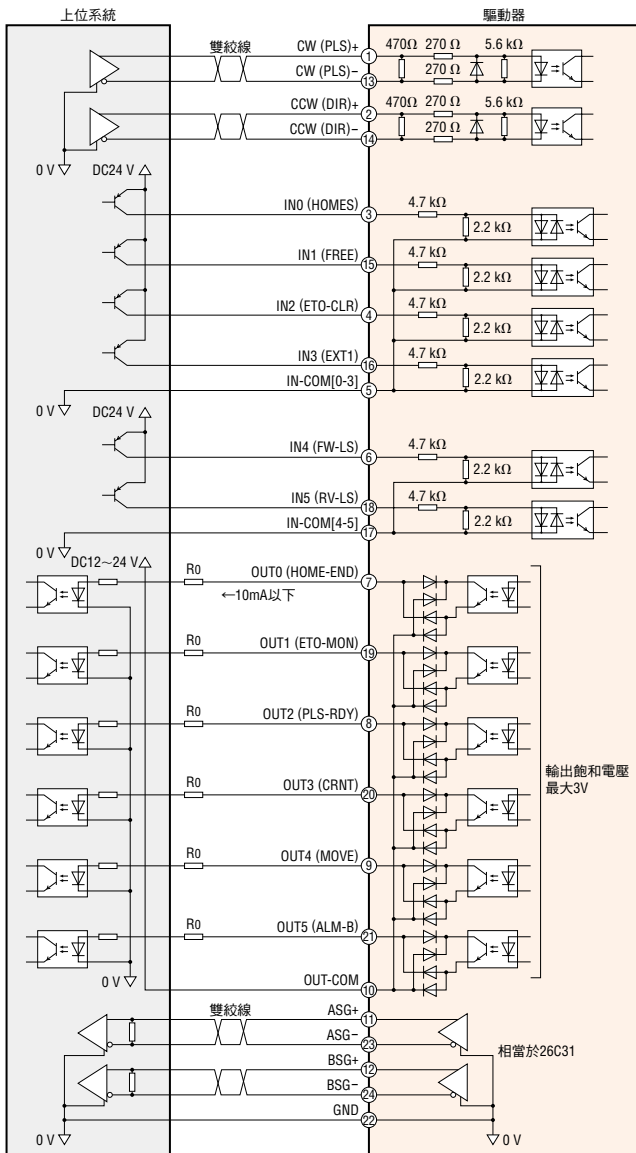 上位系統
驅動器
雙絞線
CW (PLS)+
1
470Ω
270 Ω
5.6 kΩ
CW (PLS)−
13
270 Ω
CCW (DIR)+
2
470Ω
270 Ω
5.6 kΩ
CCW (DIR)−
14
270 Ω
0 V
DC24 V
IN0 (HOMES)
3
4.7 kΩ
2.2 kΩ
IN1 (FREE)
15
4.7 kΩ
2.2 kΩ
IN2 (ETO-CLR)
4
4.7 kΩ
2.2 kΩ
IN3 (EXT1)
16
4.7 kΩ
2.2 kΩ
IN-COM[0-3]
5
0 V
DC24 V
IN4 (FW-LS)
6
4.7 kΩ
2.2 kΩ
IN5 (RV-LS)
18
4.7 kΩ
2.2 kΩ
IN-COM[4-5]
17
0 V
DC12~24 V
R0
OUT0 (HOME-END)
7
←10mA以下
R0
OUT1 (ETO-MON)
19
R0
OUT2 (PLS-RDY)
8
輸出飽和電壓
最大3V
R0
OUT3 (CRNT)
20
R0
OUT4 (MOVE)
9
R0
OUT5 (ALM-B)
21
0 V
OUT-COM
10
雙絞線
ASG+
11
ASG−
23
相當於26C31
BSG+
12
BSG−
24
GND
22
0 V
0 V